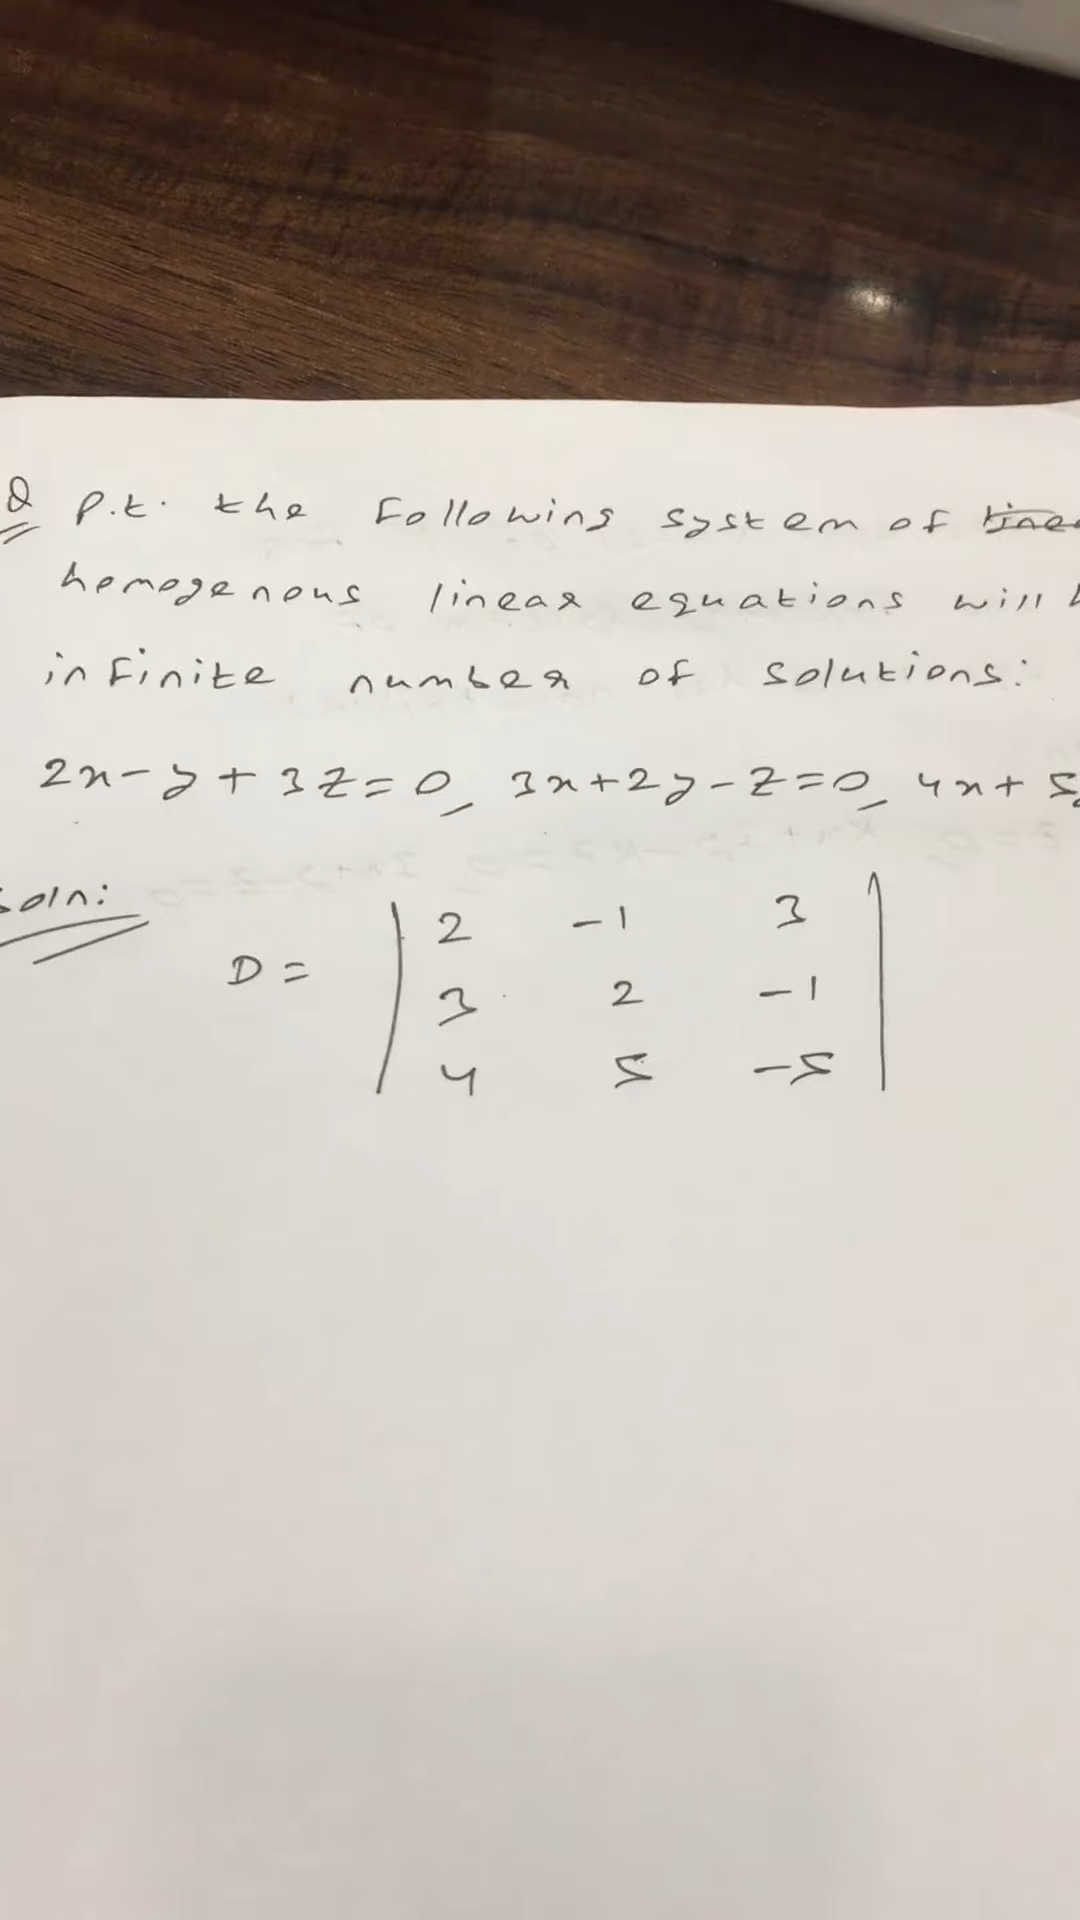 Q P.t. the following system of
homogenous linear equations will
infinite number of solutions:
2x-y+3z=0, 3x+2y-z=0, 4x+5
Soln:
D =
2 -1 3
3 2 -1
4 5 -5